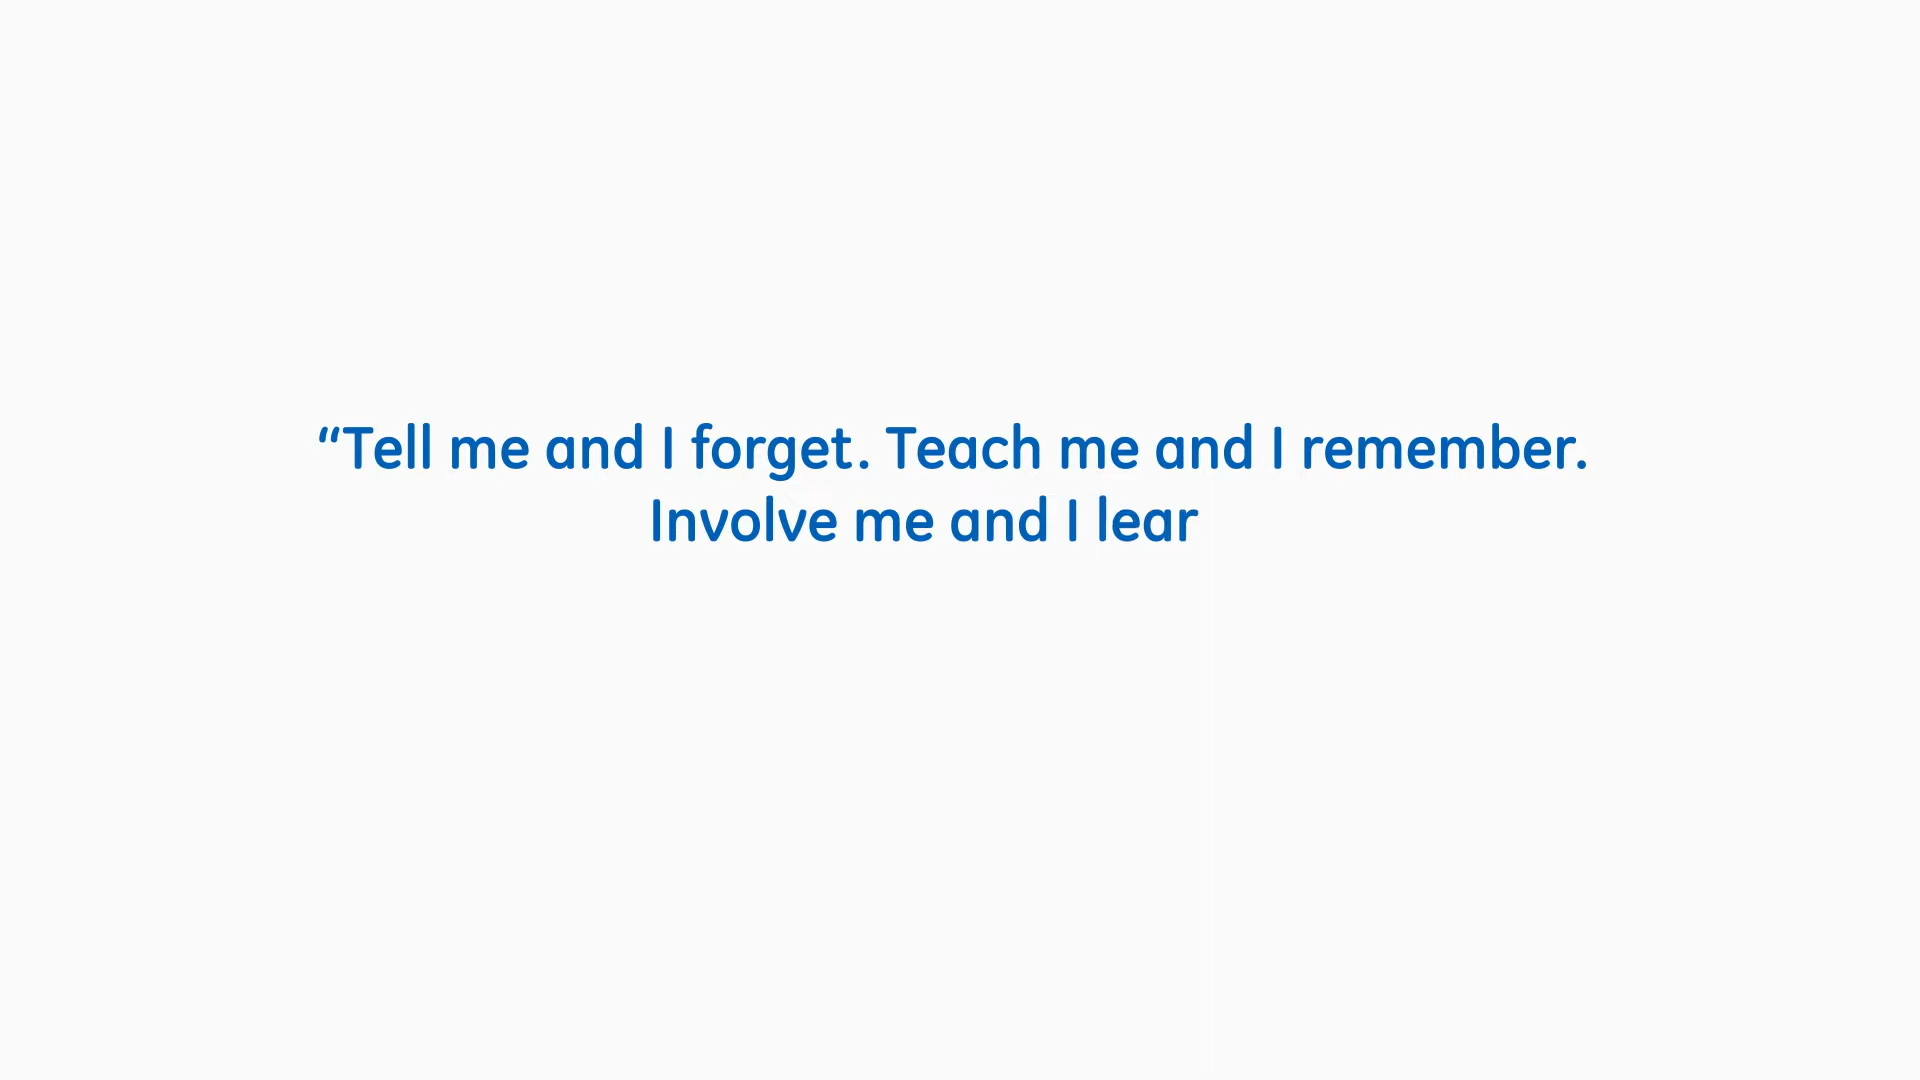 “Tell me and I forget. Teach me and I remember.
Involve me and I lear